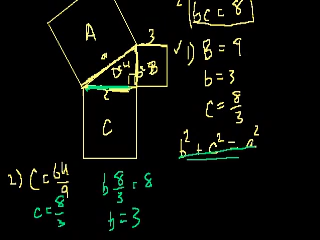 bc = 8
1) B = 9
b = 3
c = 8/3
b² + c² = a²
A
3
a
B
2
C
2) C = 64/9
c = 8/3
b 8/3 = 8
b = 3